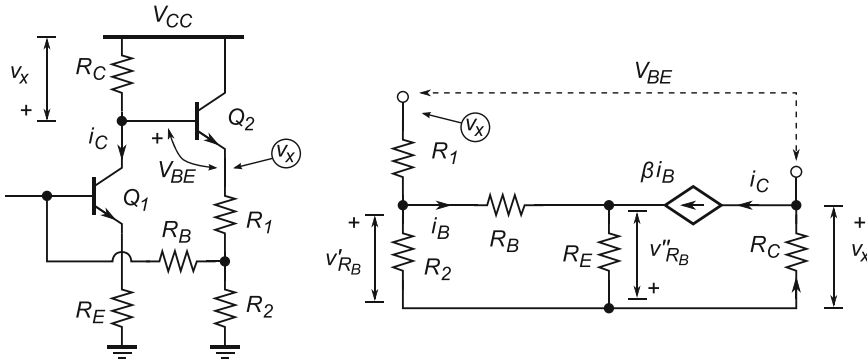 V_CC
+
v_x
+
R_C
i_C
+
Q_2
V_BE
v_x
Q_1
R_B
R_1
R_E
R_2
V_BE
v_x
R_1
βi_B
i_C
+
i_B
R_B
+
v'_R_B
R_2
R_E
v''_R_B
R_C
v_x
+